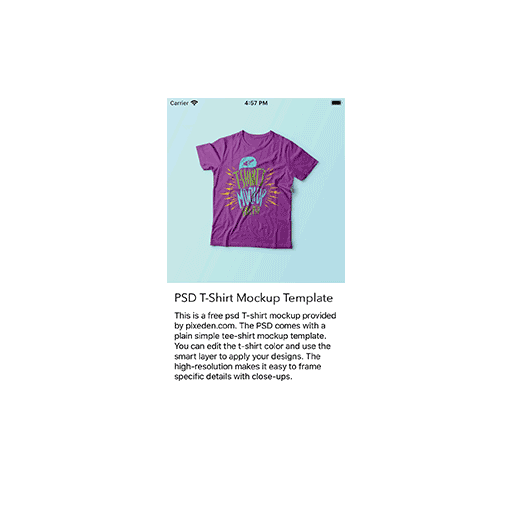 Carrier 4:57 PM
T-SHIRT
MOCKUP
PSD T-Shirt Mockup Template
This is a free psd T-shirt mockup provided
by pixeden.com. The PSD comes with a
plain simple tee-shirt mockup template.
You can edit the t-shirt color and use the
smart layer to apply your designs. The
high-resolution makes it easy to frame
specific details with close-ups.